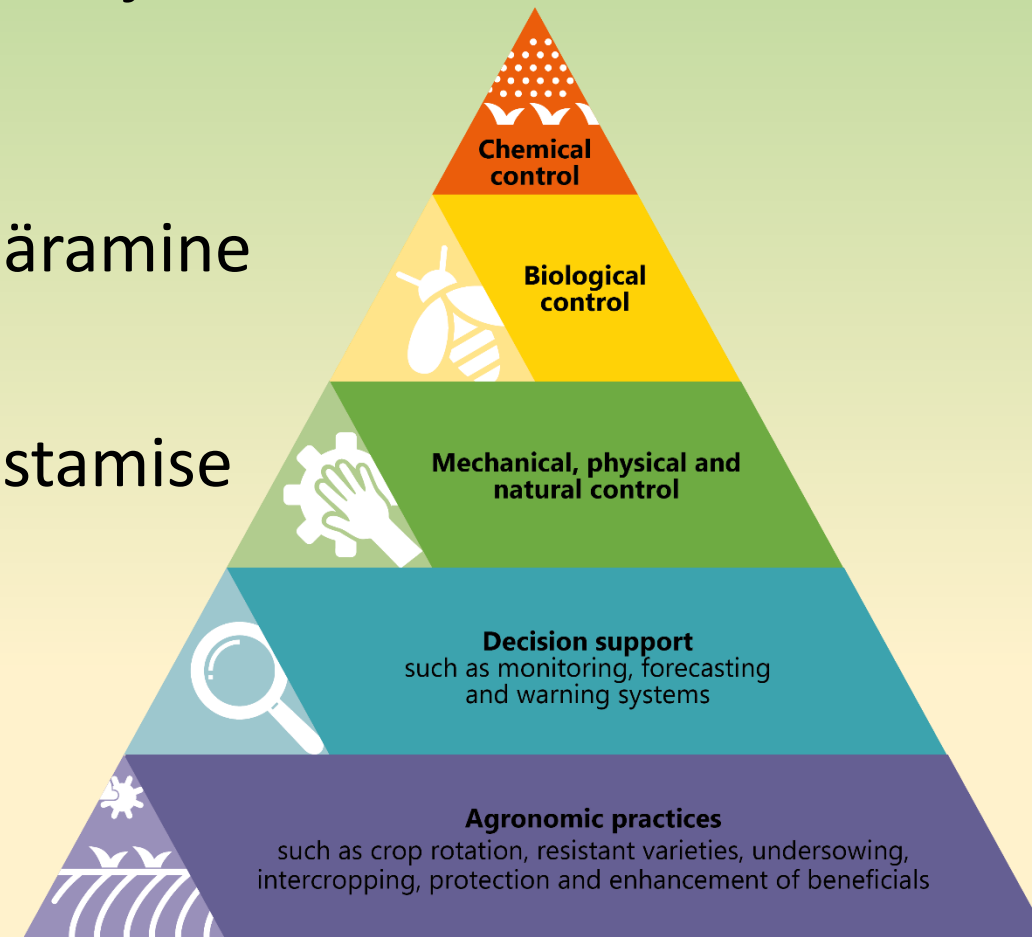 Chemical
control
äramine
Biological
control
stamise
Mechanical, physical and
natural control
Decision support
such as monitoring, forecasting
and warning systems
Agronomic practices
such as crop rotation, resistant varieties, undersowing,
intercropping, protection and enhancement of beneficials